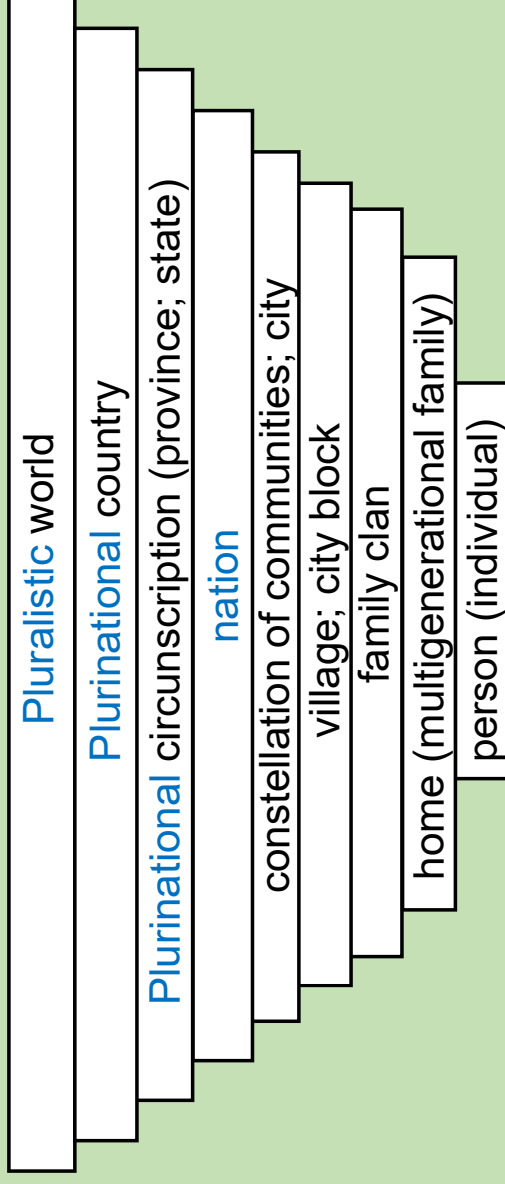 Pluralistic world
Plurinational country
Plurinational circunscription (province; state)
nation
constellation of communities; city
village; city block
family clan
home (multigenerational family)
person (individual)